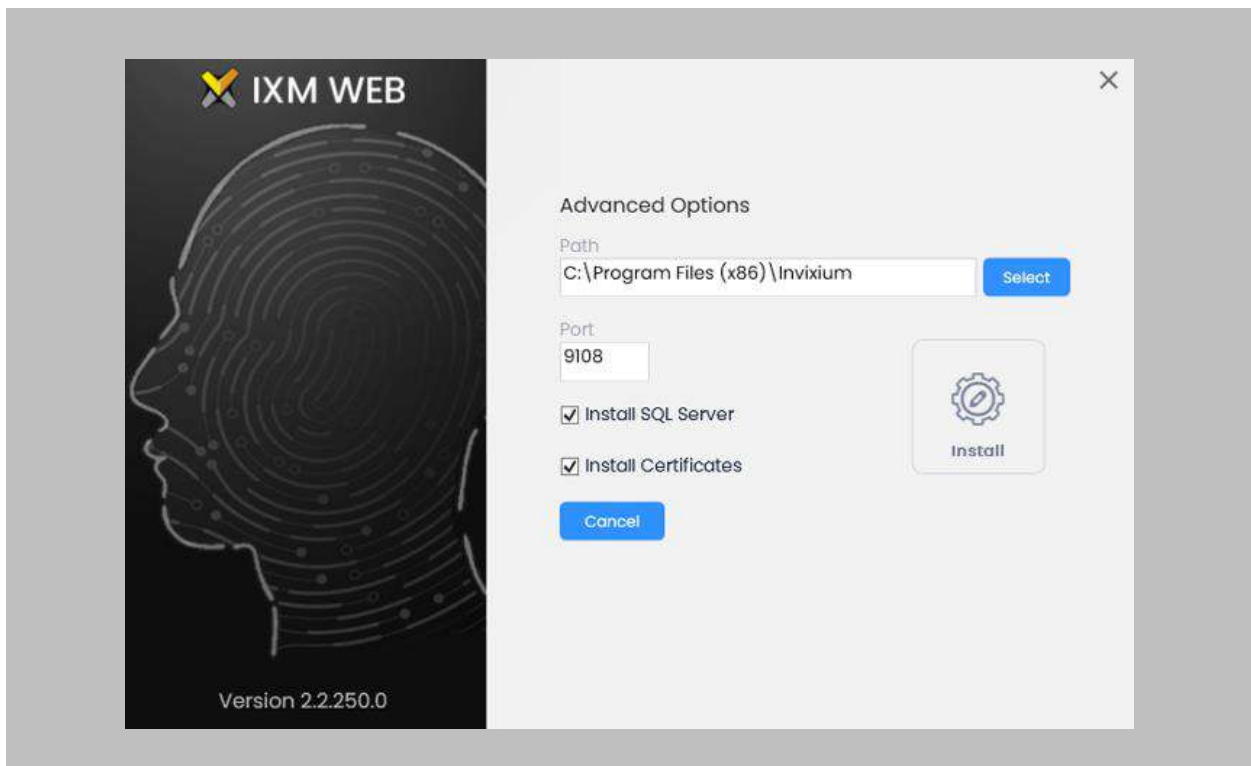 IXM WEB
Version 2.2.250.0
Advanced Options
Path
C:\Program Files (x86)\Invixium
Select
Port
9108
Install SQL Server
Install Certificates
Install
Cancel